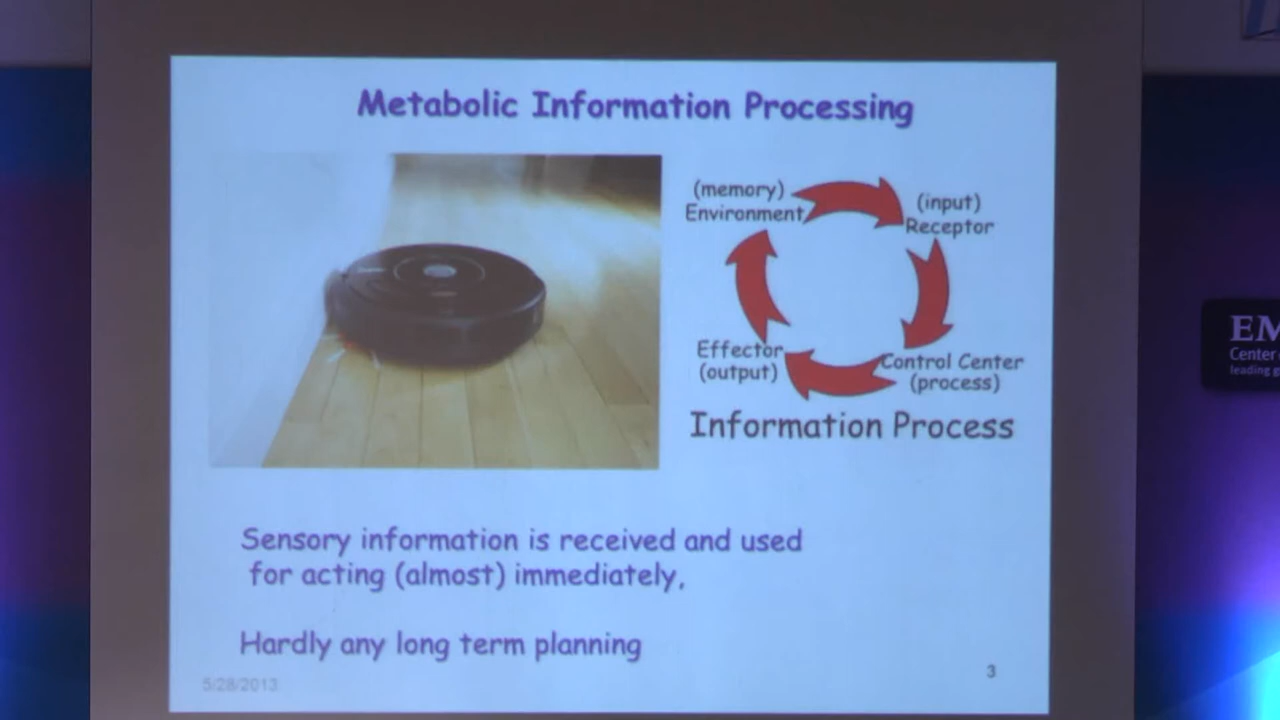 Metabolic Information Processing
(memory)
Environment
(input)
Receptor
Effector
(output)
Control Center
(process)
Information Process
Sensory information is received and used
for acting (almost) immediately,
Hardly any long term planning
5/28/2013
3
EM
Center
leading g